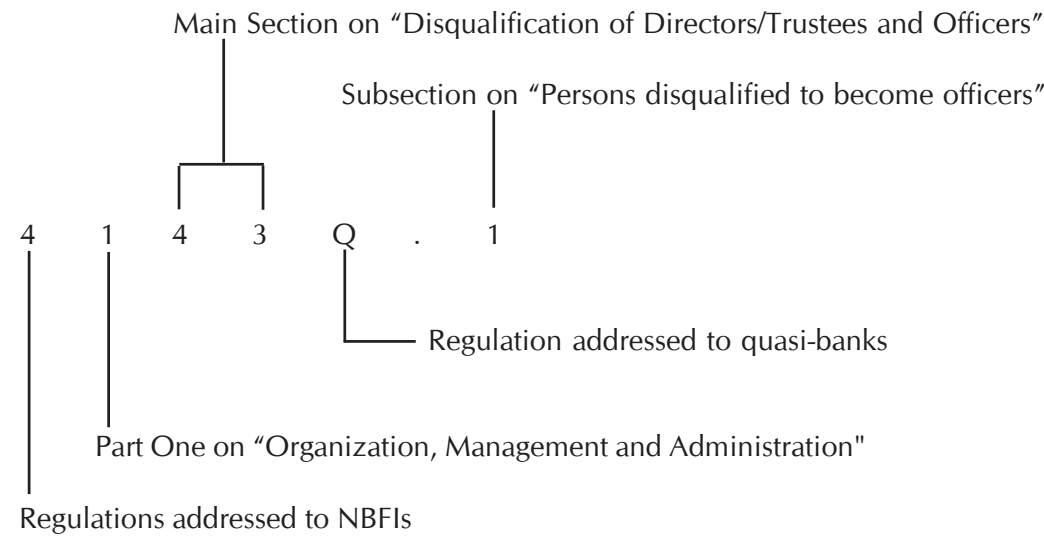 Main Section on “Disqualification of Directors/Trustees and Officers”
Subsection on “Persons disqualified to become officers”
4 1 4 3 Q . 1
Regulation addressed to quasi-banks
Part One on “Organization, Management and Administration"
Regulations addressed to NBFIs